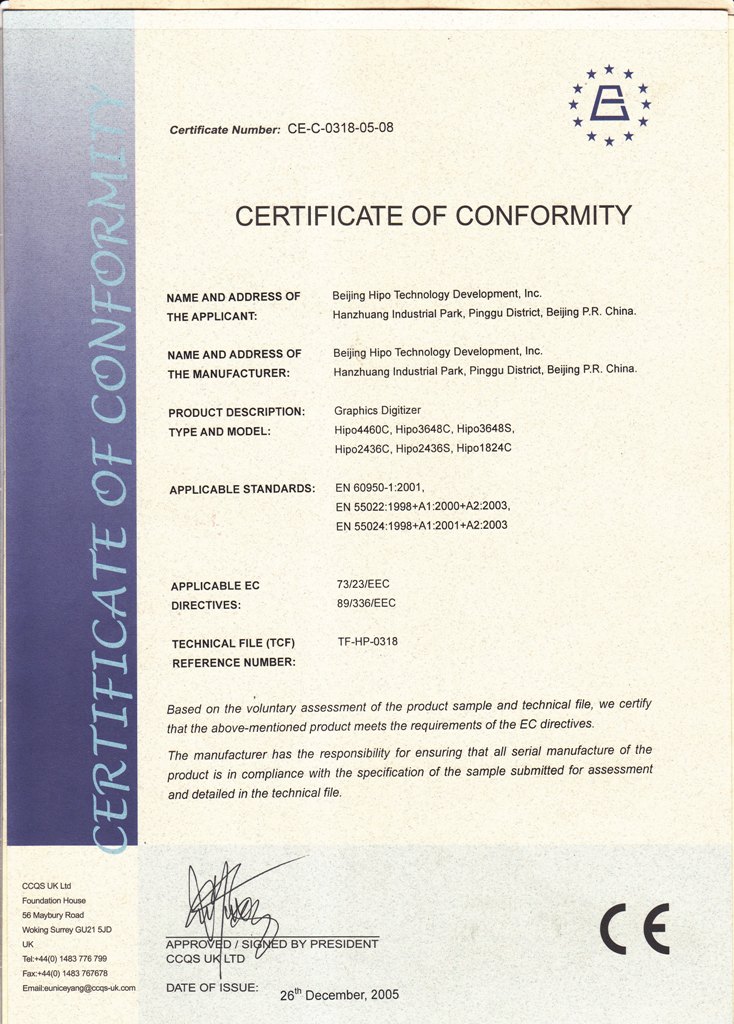 CERTIFICATE OF CONFORMITY
Certificate Number: CE-C-0318-05-08
CERTIFICATE OF CONFORMITY
NAME AND ADDRESS OF Beijing Hipo Technology Development, Inc.
THE APPLICANT: Hanzhuang Industrial Park, Pinggu District, Beijing P.R. China.
NAME AND ADDRESS OF Beijing Hipo Technology Development, Inc.
THE MANUFACTURER: Hanzhuang Industrial Park, Pinggu District, Beijing P.R. China.
PRODUCT DESCRIPTION: Graphics Digitizer
TYPE AND MODEL: Hipo4460C, Hipo3648C, Hipo3648S,
Hipo2436C, Hipo2436S, Hipo1824C
APPLICABLE STANDARDS: EN 60950-1:2001,
EN 55022:1998+A1:2000+A2:2003,
EN 55024:1998+A1:2001+A2:2003
APPLICABLE EC 73/23/EEC
DIRECTIVES: 89/336/EEC
TECHNICAL FILE (TCF) TF-HP-0318
REFERENCE NUMBER:
Based on the voluntary assessment of the product sample and technical file, we certify
that the above-mentioned product meets the requirements of the EC directives.
The manufacturer has the responsibility for ensuring that all serial manufacture of the
product is in compliance with the specification of the sample submitted for assessment
and detailed in the technical file.
CCQS UK Ltd
Foundation House
56 Maybury Road
Woking Surrey GU21 5JD
UK
Tel:+44(0) 1483 776 799
Fax:+44(0) 1483 767678
Email:euniceyang@ccqs-uk.com
APPROVED / SIGNED BY PRESIDENT
CCQS UK LTD
DATE OF ISSUE: 26th December, 2005
CE